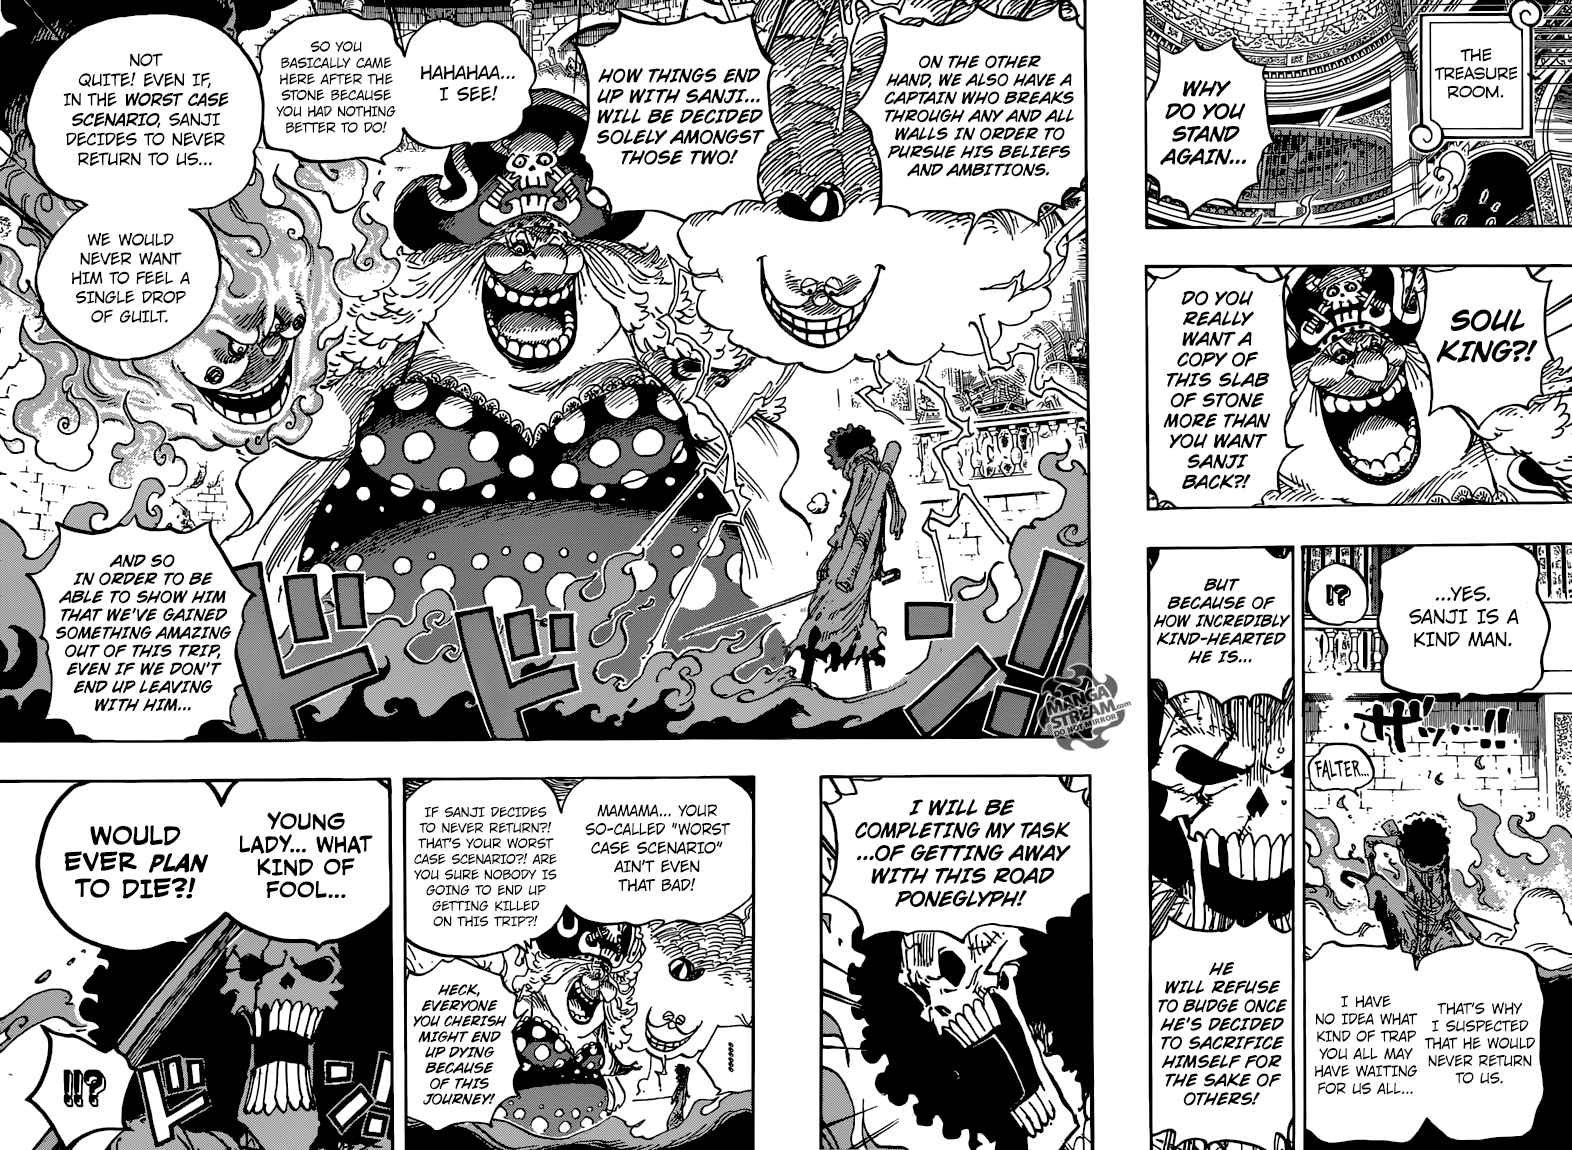 THE
TREASURE
ROOM.
WHY
DO YOU
STAND
AGAIN...
SOUL
KING?!
DO YOU
REALLY
WANT A
COPY OF
THIS SLAB
OF STONE
MORE THAN
YOU WANT
SANJI
BACK?!
...YES.
SANJI IS A
KIND MAN.
!?
ザッ…!!
FALTER...
THAT'S WHY
I SUSPECTED
THAT HE WOULD
NEVER RETURN
TO US.
I HAVE
NO IDEA WHAT
KIND OF TRAP
YOU ALL MAY
HAVE WAITING
FOR US ALL...
BUT
BECAUSE OF
HOW INCREDIBLY
KIND-HEARTED
HE IS...
HE
WILL REFUSE
TO BUDGE ONCE
HE'S DECIDED
TO SACRIFICE
HIMSELF FOR
THE SAKE OF
OTHERS!
ON THE OTHER
HAND, WE ALSO HAVE A
CAPTAIN WHO BREAKS
THROUGH ANY AND ALL
WALLS IN ORDER TO
PURSUE HIS BELIEFS
AND AMBITIONS.
HOW THINGS END
UP WITH SANJI...
WILL BE DECIDED
SOLELY AMONGST
THOSE TWO!
HAHAHAA...
I SEE!
SO YOU
BASICALLY CAME
HERE AFTER THE
STONE BECAUSE
YOU HAD NOTHING
BETTER TO DO!
NOT
QUITE! EVEN IF,
IN THE WORST CASE
SCENARIO, SANJI
DECIDES TO NEVER
RETURN TO US...
WE WOULD
NEVER WANT
HIM TO FEEL A
SINGLE DROP
OF GUILT.
AND SO
IN ORDER TO BE
ABLE TO SHOW HIM
THAT WE'VE GAINED
SOMETHING AMAZING
OUT OF THIS TRIP,
EVEN IF WE DON'T
END UP LEAVING
WITH HIM...
ドドン!!
MANGA
STREAM.com
DO NOT MIRROR
I WILL BE
COMPLETING MY TASK
...OF GETTING AWAY
WITH THIS ROAD
PONEGLYPH!
MAMAMA... YOUR
SO-CALLED "WORST
CASE SCENARIO"
AIN'T EVEN
THAT BAD!
IF SANJI DECIDES
TO NEVER RETURN?!
THAT'S YOUR WORST
CASE SCENARIO?! ARE
YOU SURE NOBODY IS
GOING TO END UP
GETTING KILLED
ON THIS TRIP?!
HECK,
EVERYONE
YOU CHERISH
MIGHT END
UP DYING
BECAUSE
OF THIS
JOURNEY!
......
YOUNG
LADY... WHAT
KIND OF
FOOL...
WOULD
EVER PLAN
TO DIE?!
!!?
ドン!